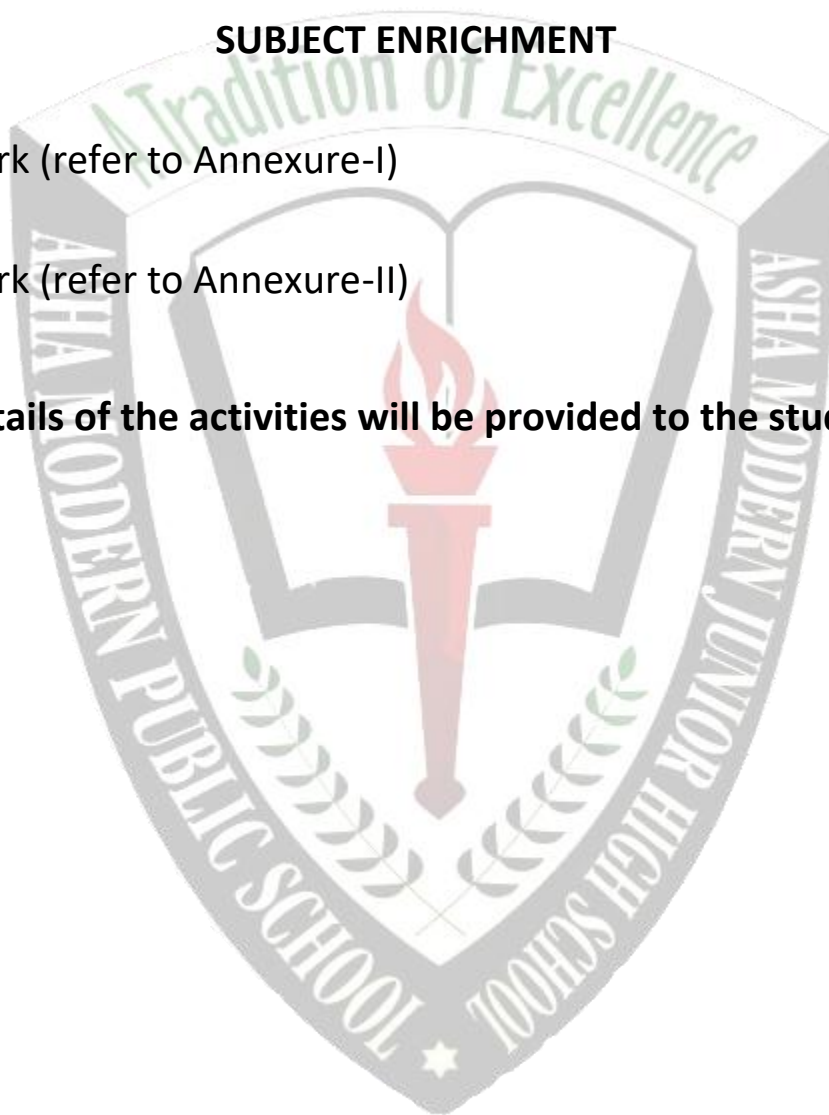 SUBJECT ENRICHMENT
A Tradition of Excellence
rk (refer to Annexure-I)
rk (refer to Annexure-II)
tails of the activities will be provided to the stu
ASHA MODERN PUBLIC SCHOOL
ASHA MODERN JUNIOR HIGH SCHOOL